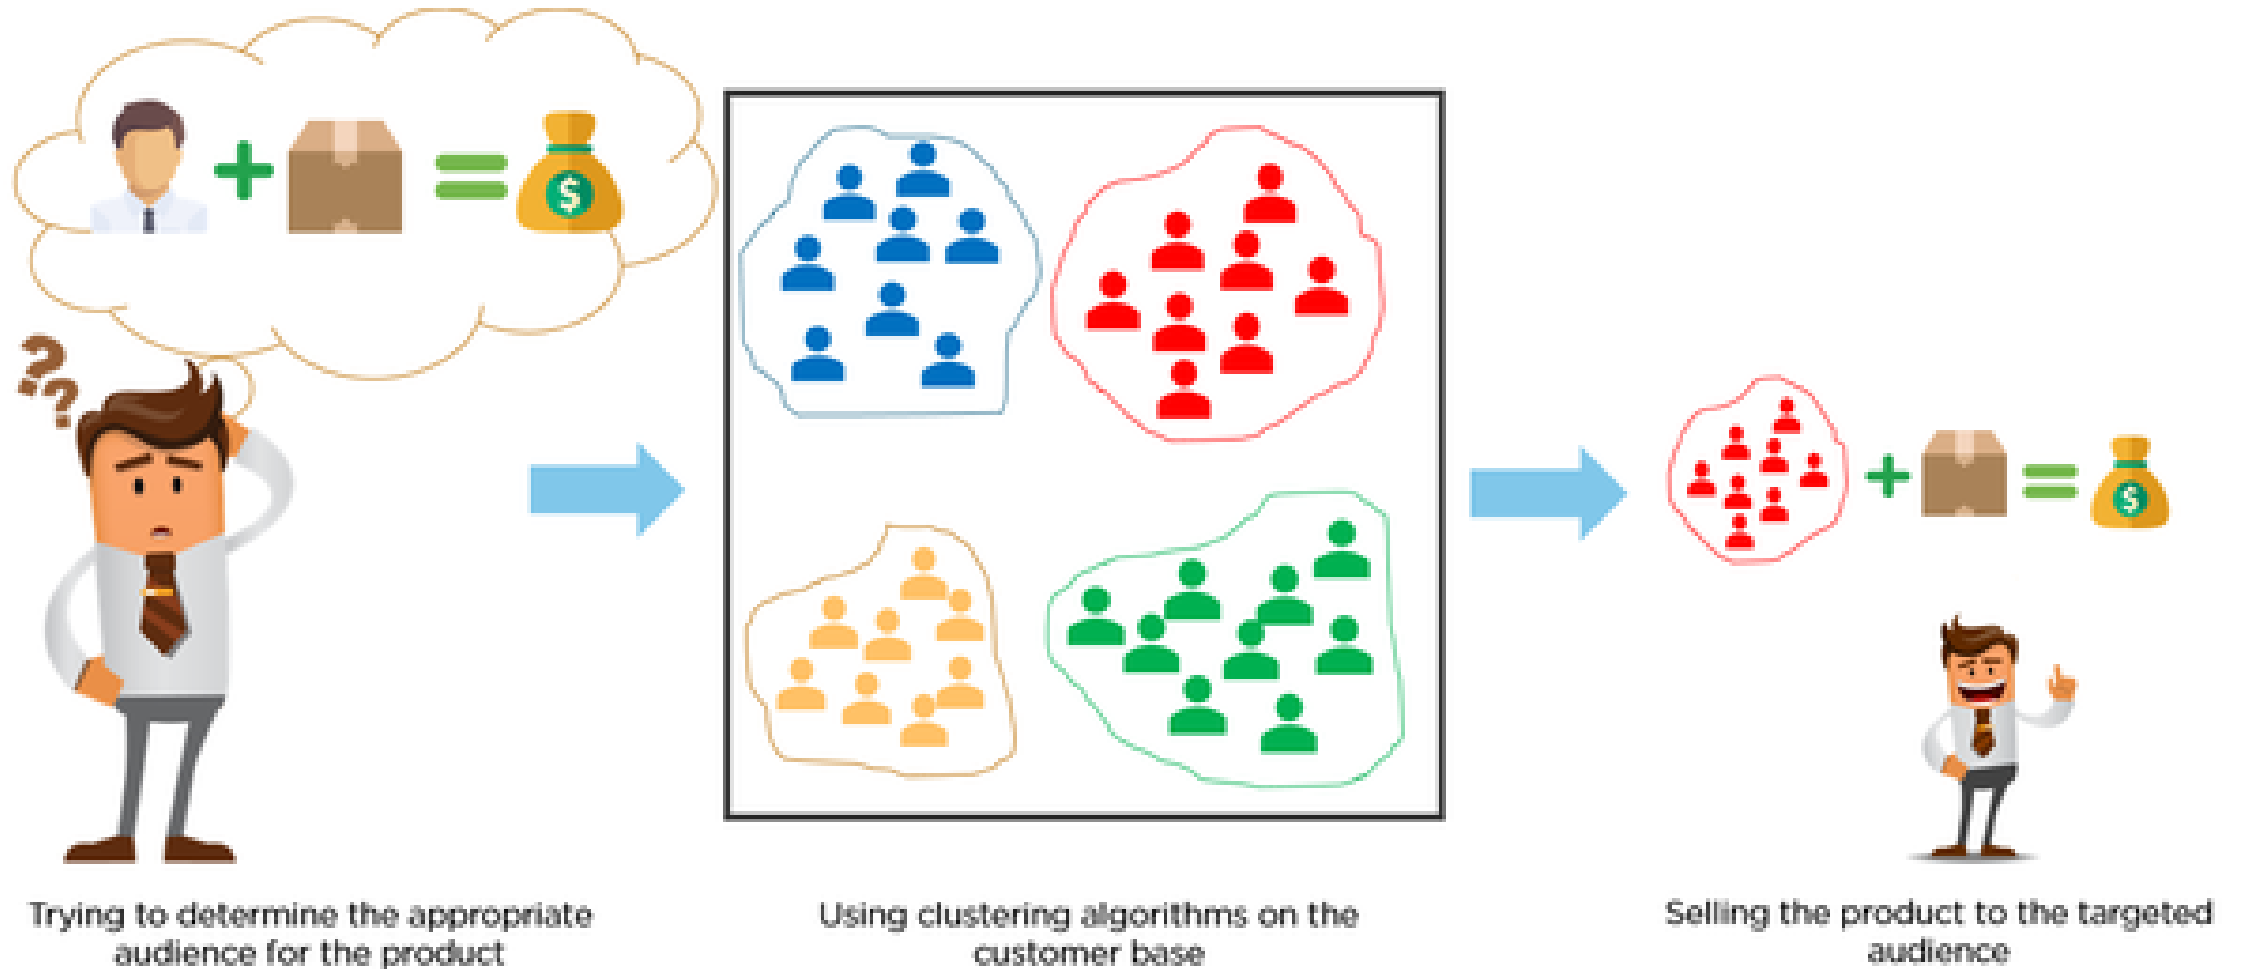 ??
$
$
Trying to determine the appropriate
audience for the product
Using clustering algorithms on the
customer base
Selling the product to the targeted
audience